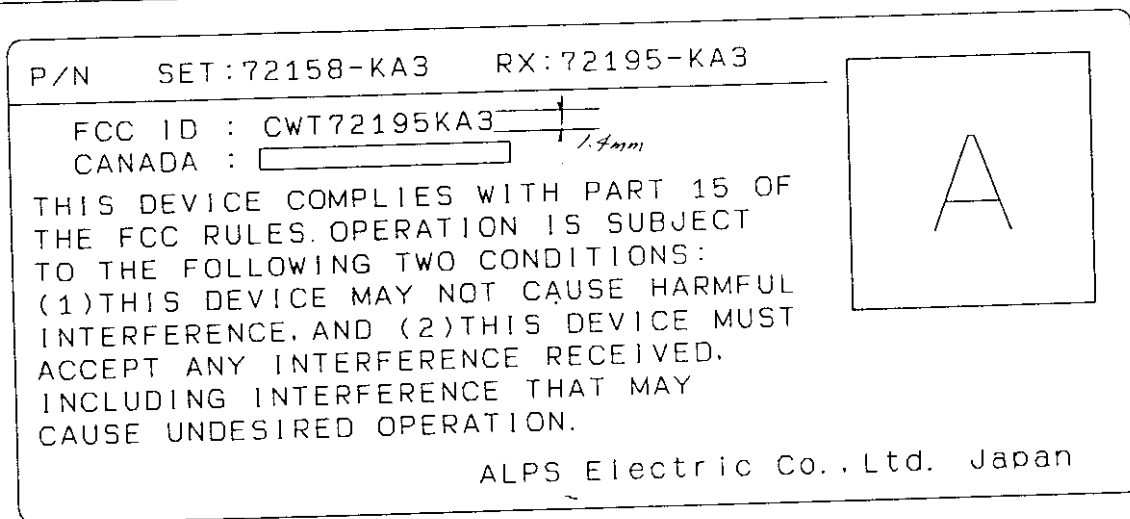 P/N SET:72158-KA3 RX:72195-KA3
FCC ID : CWT72195KA3
1.4mm
CANADA :
THIS DEVICE COMPLIES WITH PART 15 OF
THE FCC RULES. OPERATION IS SUBJECT
TO THE FOLLOWING TWO CONDITIONS:
(1)THIS DEVICE MAY NOT CAUSE HARMFUL
INTERFERENCE, AND (2)THIS DEVICE MUST
ACCEPT ANY INTERFERENCE RECEIVED,
INCLUDING INTERFERENCE THAT MAY
CAUSE UNDESIRED OPERATION.
A
ALPS Electric Co.,Ltd. Japan